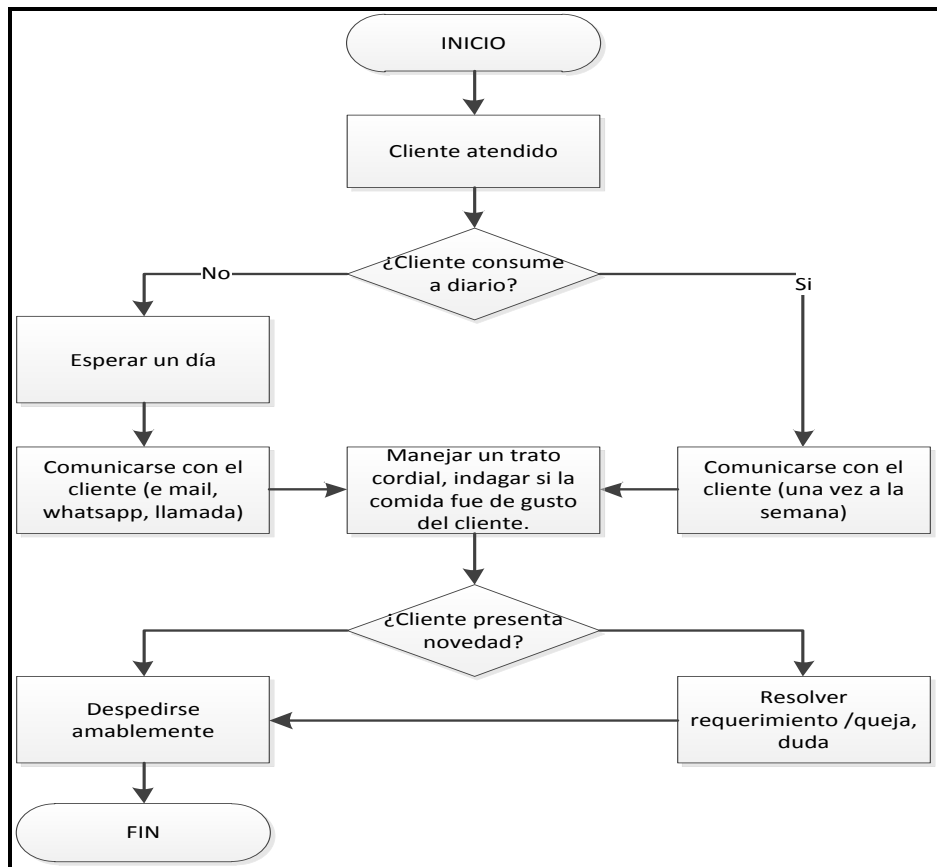 INICIO
Cliente atendido
¿Cliente consume
a diario?
No
Si
Esperar un día
Comunicarse con el
cliente (e mail,
whatsapp, llamada)
Manejar un trato
cordial, indagar si la
comida fue de gusto
del cliente.
Comunicarse con el
cliente (una vez a la
semana)
¿Cliente presenta
novedad?
Despedirse
amablemente
Resolver
requerimiento /queja,
duda
FIN